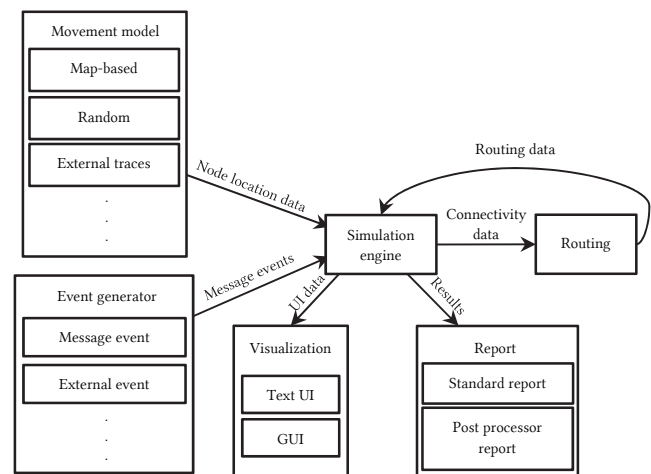 Movement model
Map-based
Random
External traces
.
.
.
Node location data
Routing data
Simulation
engine
Connectivity
data
Routing
Event generator
Message event
External event
.
.
.
Message events
UI data
Results
Visualization
Text UI
GUI
Report
Standard report
Post processor
report